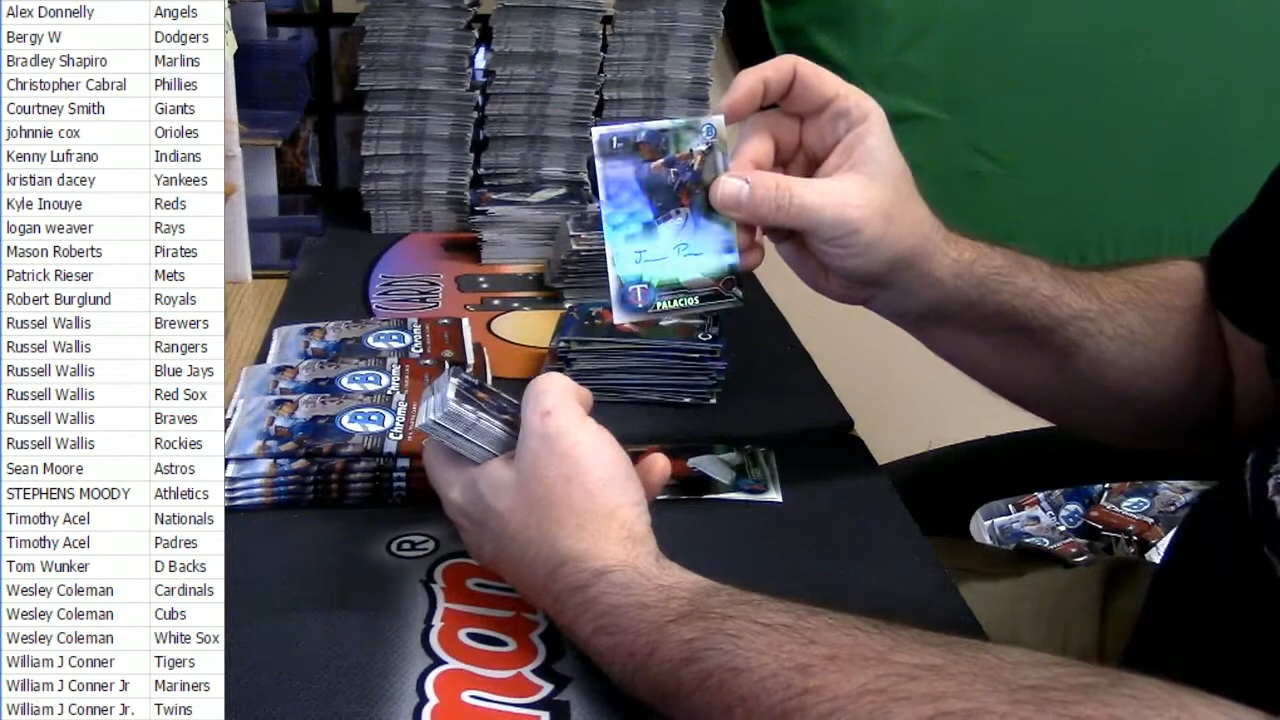 Alex Donnelly Angels
Bergy W Dodgers
Bradley Shapiro Marlins
Christopher Cabral Phillies
Courtney Smith Giants
johnnie cox Orioles
Kenny Lufrano Indians
kristian dacey Yankees
Kyle Inouye Reds
logan weaver Rays
Mason Roberts Pirates
Patrick Rieser Mets
Robert Burglund Royals
Russel Wallis Brewers
Russel Wallis Rangers
Russell Wallis Blue Jays
Russell Wallis Red Sox
Russell Wallis Braves
Russell Wallis Rockies
Sean Moore Astros
STEPHENS MOODY Athletics
Timothy Acel Nationals
Timothy Acel Padres
Tom Wunker D Backs
Wesley Coleman Cardinals
Wesley Coleman Cubs
Wesley Coleman White Sox
William J Conner Tigers
William J Conner Jr Mariners
William J Conner Jr. Twins
1st
B
T
PALACIOS
CARDS
B Chrome
B Chrome
B Chrome
®